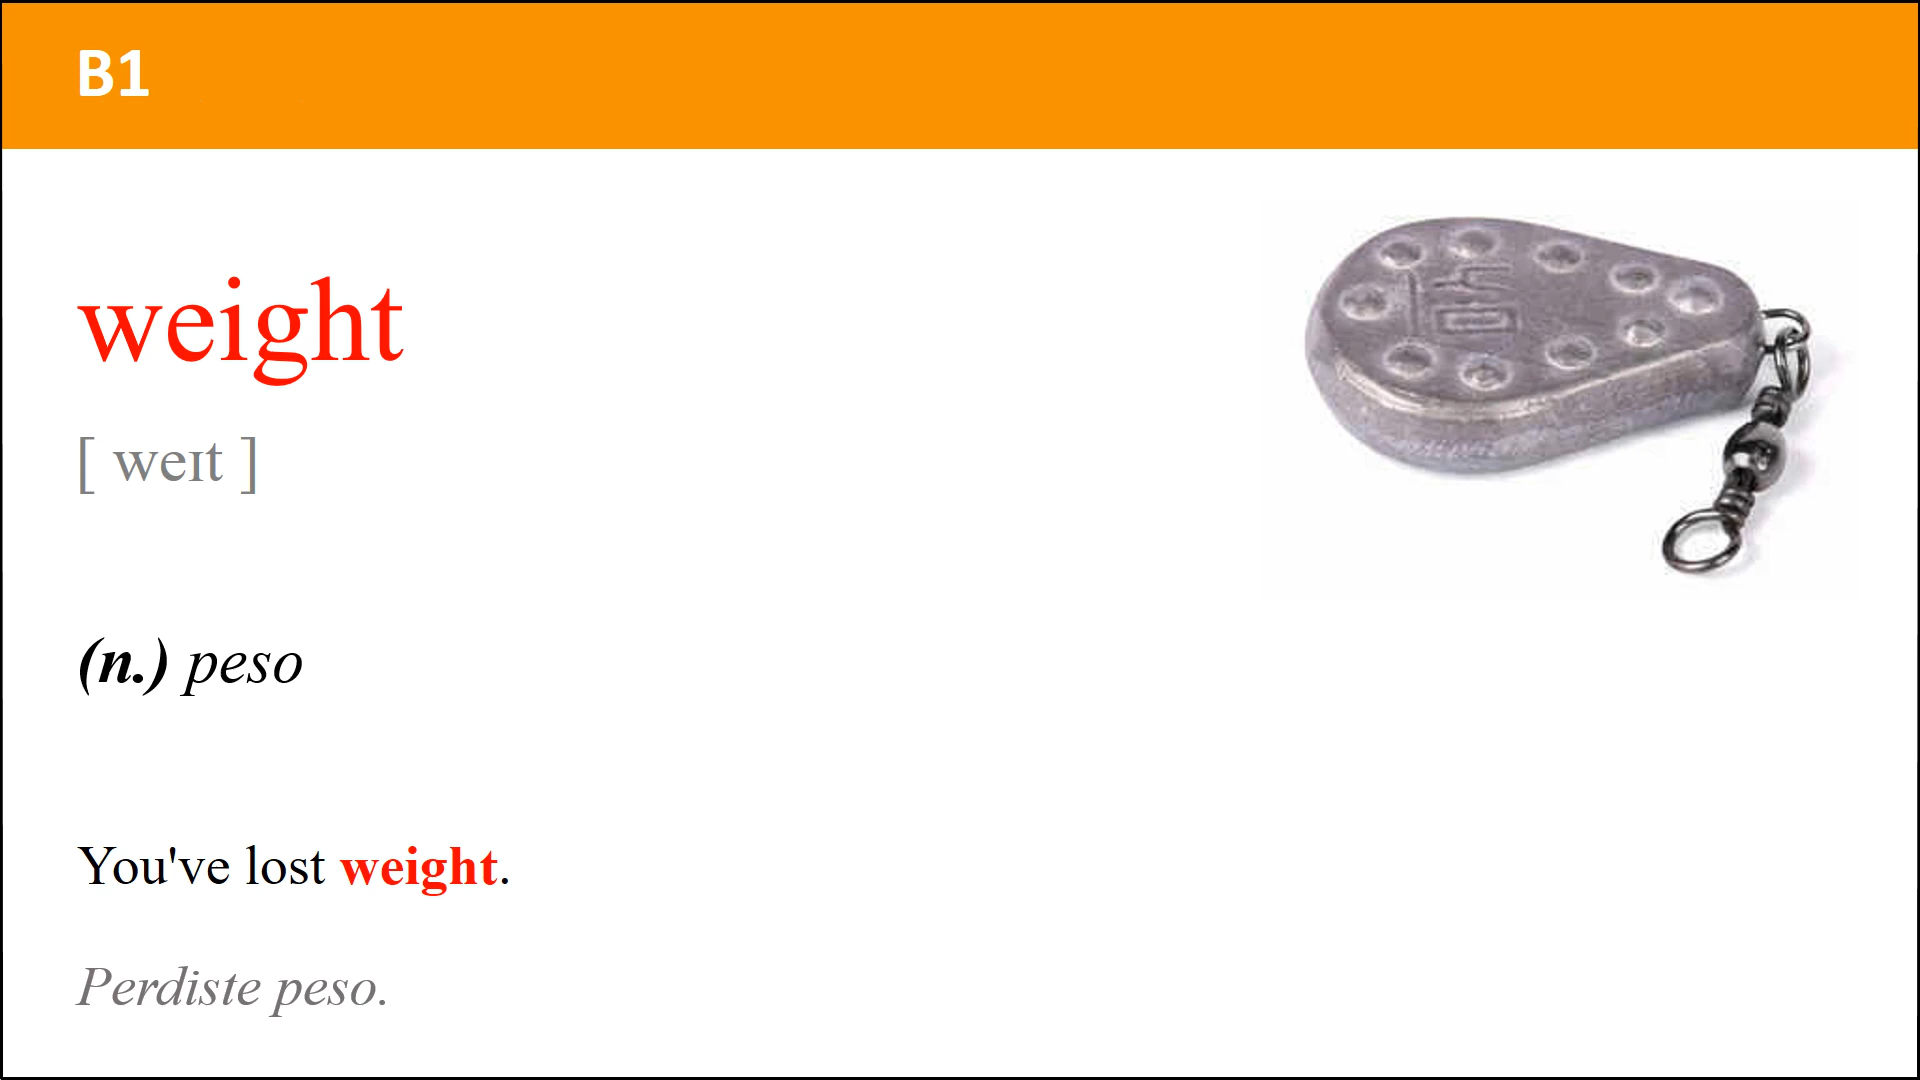 B1
weight
[ weɪt ]
(n.) peso
You've lost weight.
Perdiste peso.